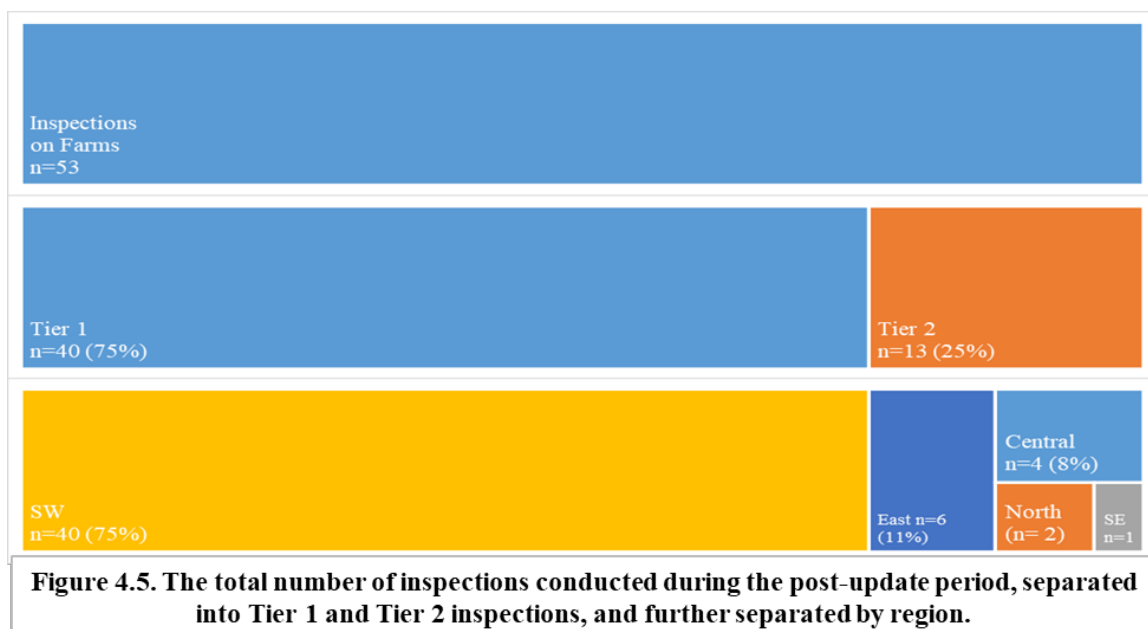 Inspections
on Farms
n=53
Tier 1
n=40 (75%)
Tier 2
n=13 (25%)
SW
n=40 (75%)
East n=6
(11%)
Central
n=4 (8%)
North
(n= 2)
SE
n=1
Figure 4.5. The total number of inspections conducted during the post-update period, separated
into Tier 1 and Tier 2 inspections, and further separated by region.